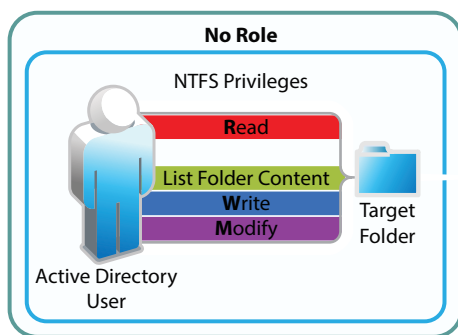 No Role
NTFS Privileges
Read
List Folder Content
Write
Modify
Target
Folder
Active Directory
User